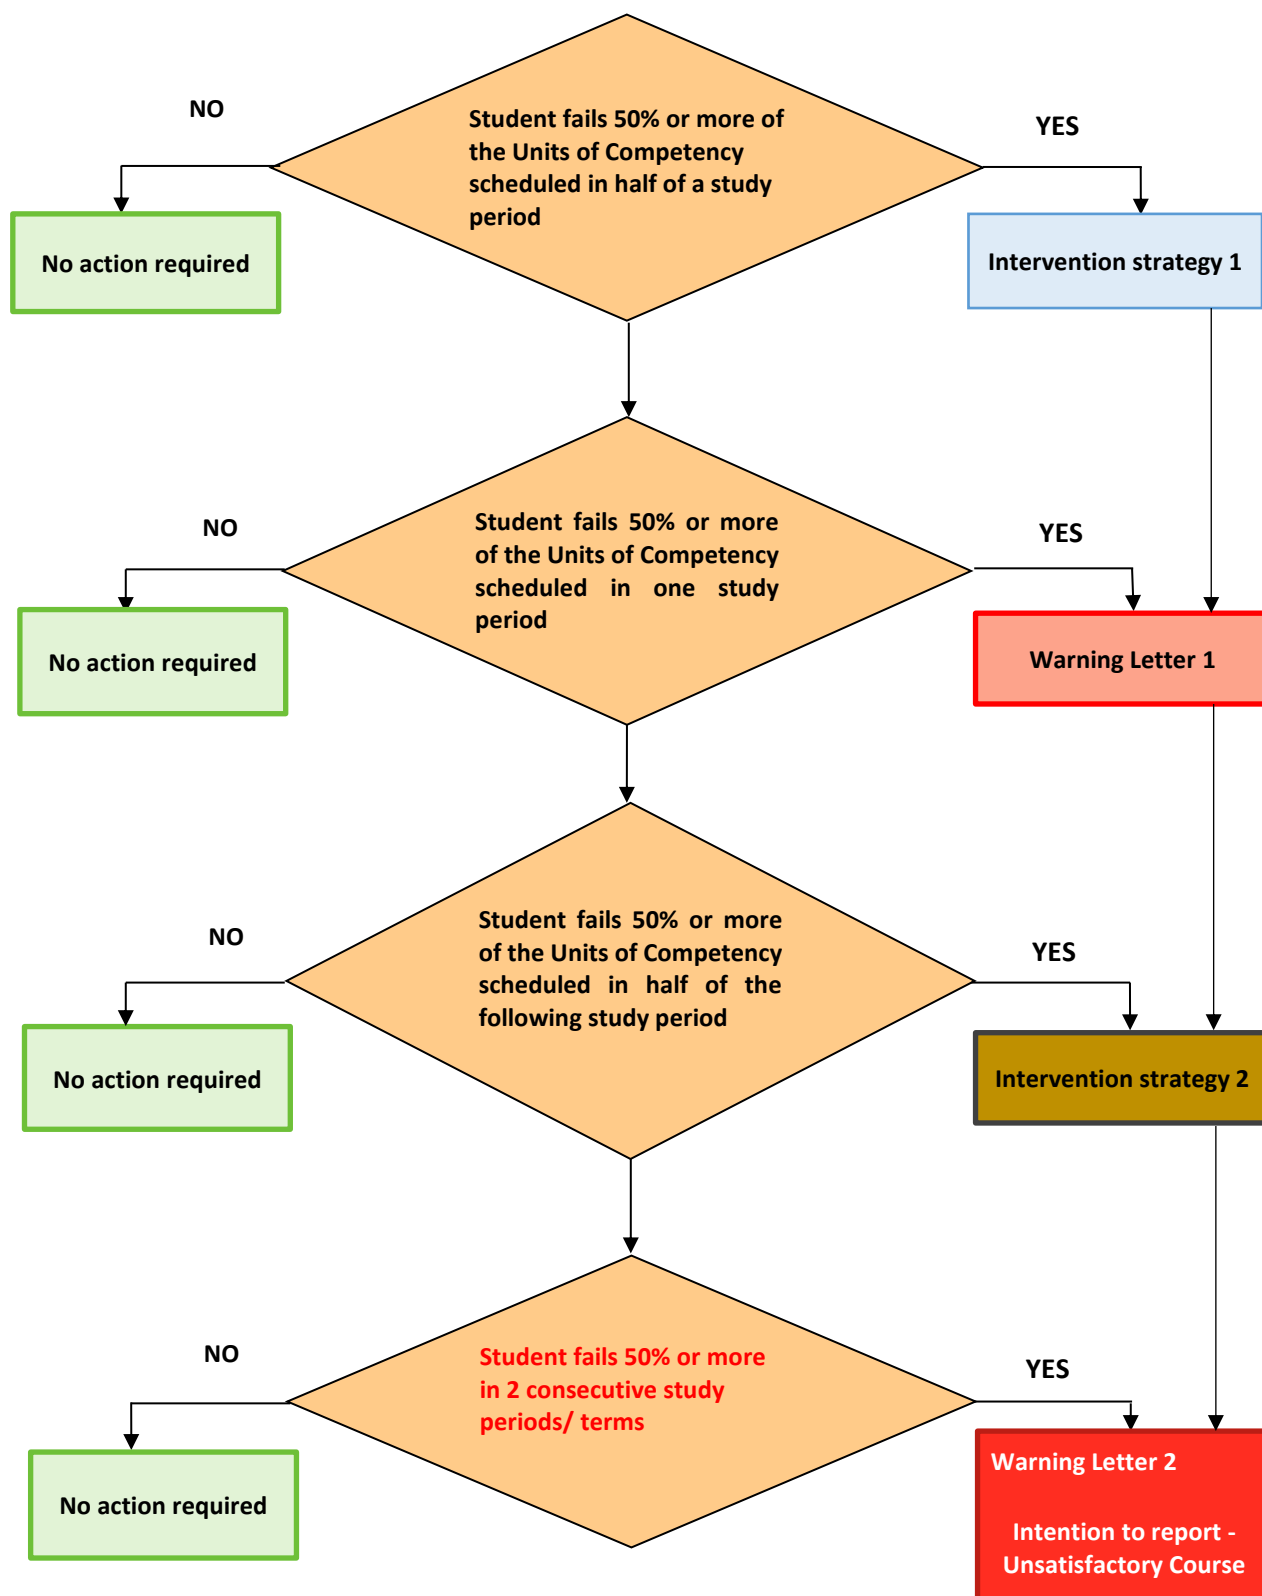 NO
Student fails 50% or more of
the Units of Competency
scheduled in half of a study
period
YES
No action required
Intervention strategy 1
NO
Student fails 50% or more
of the Units of Competency
scheduled in one study
period
YES
No action required
Warning Letter 1
NO
Student fails 50% or more
of the Units of Competency
scheduled in half of the
following study period
YES
No action required
Intervention strategy 2
NO
Student fails 50% or more
in 2 consecutive study
periods/ terms
YES
No action required
Warning Letter 2
Intention to report -
Unsatisfactory Course